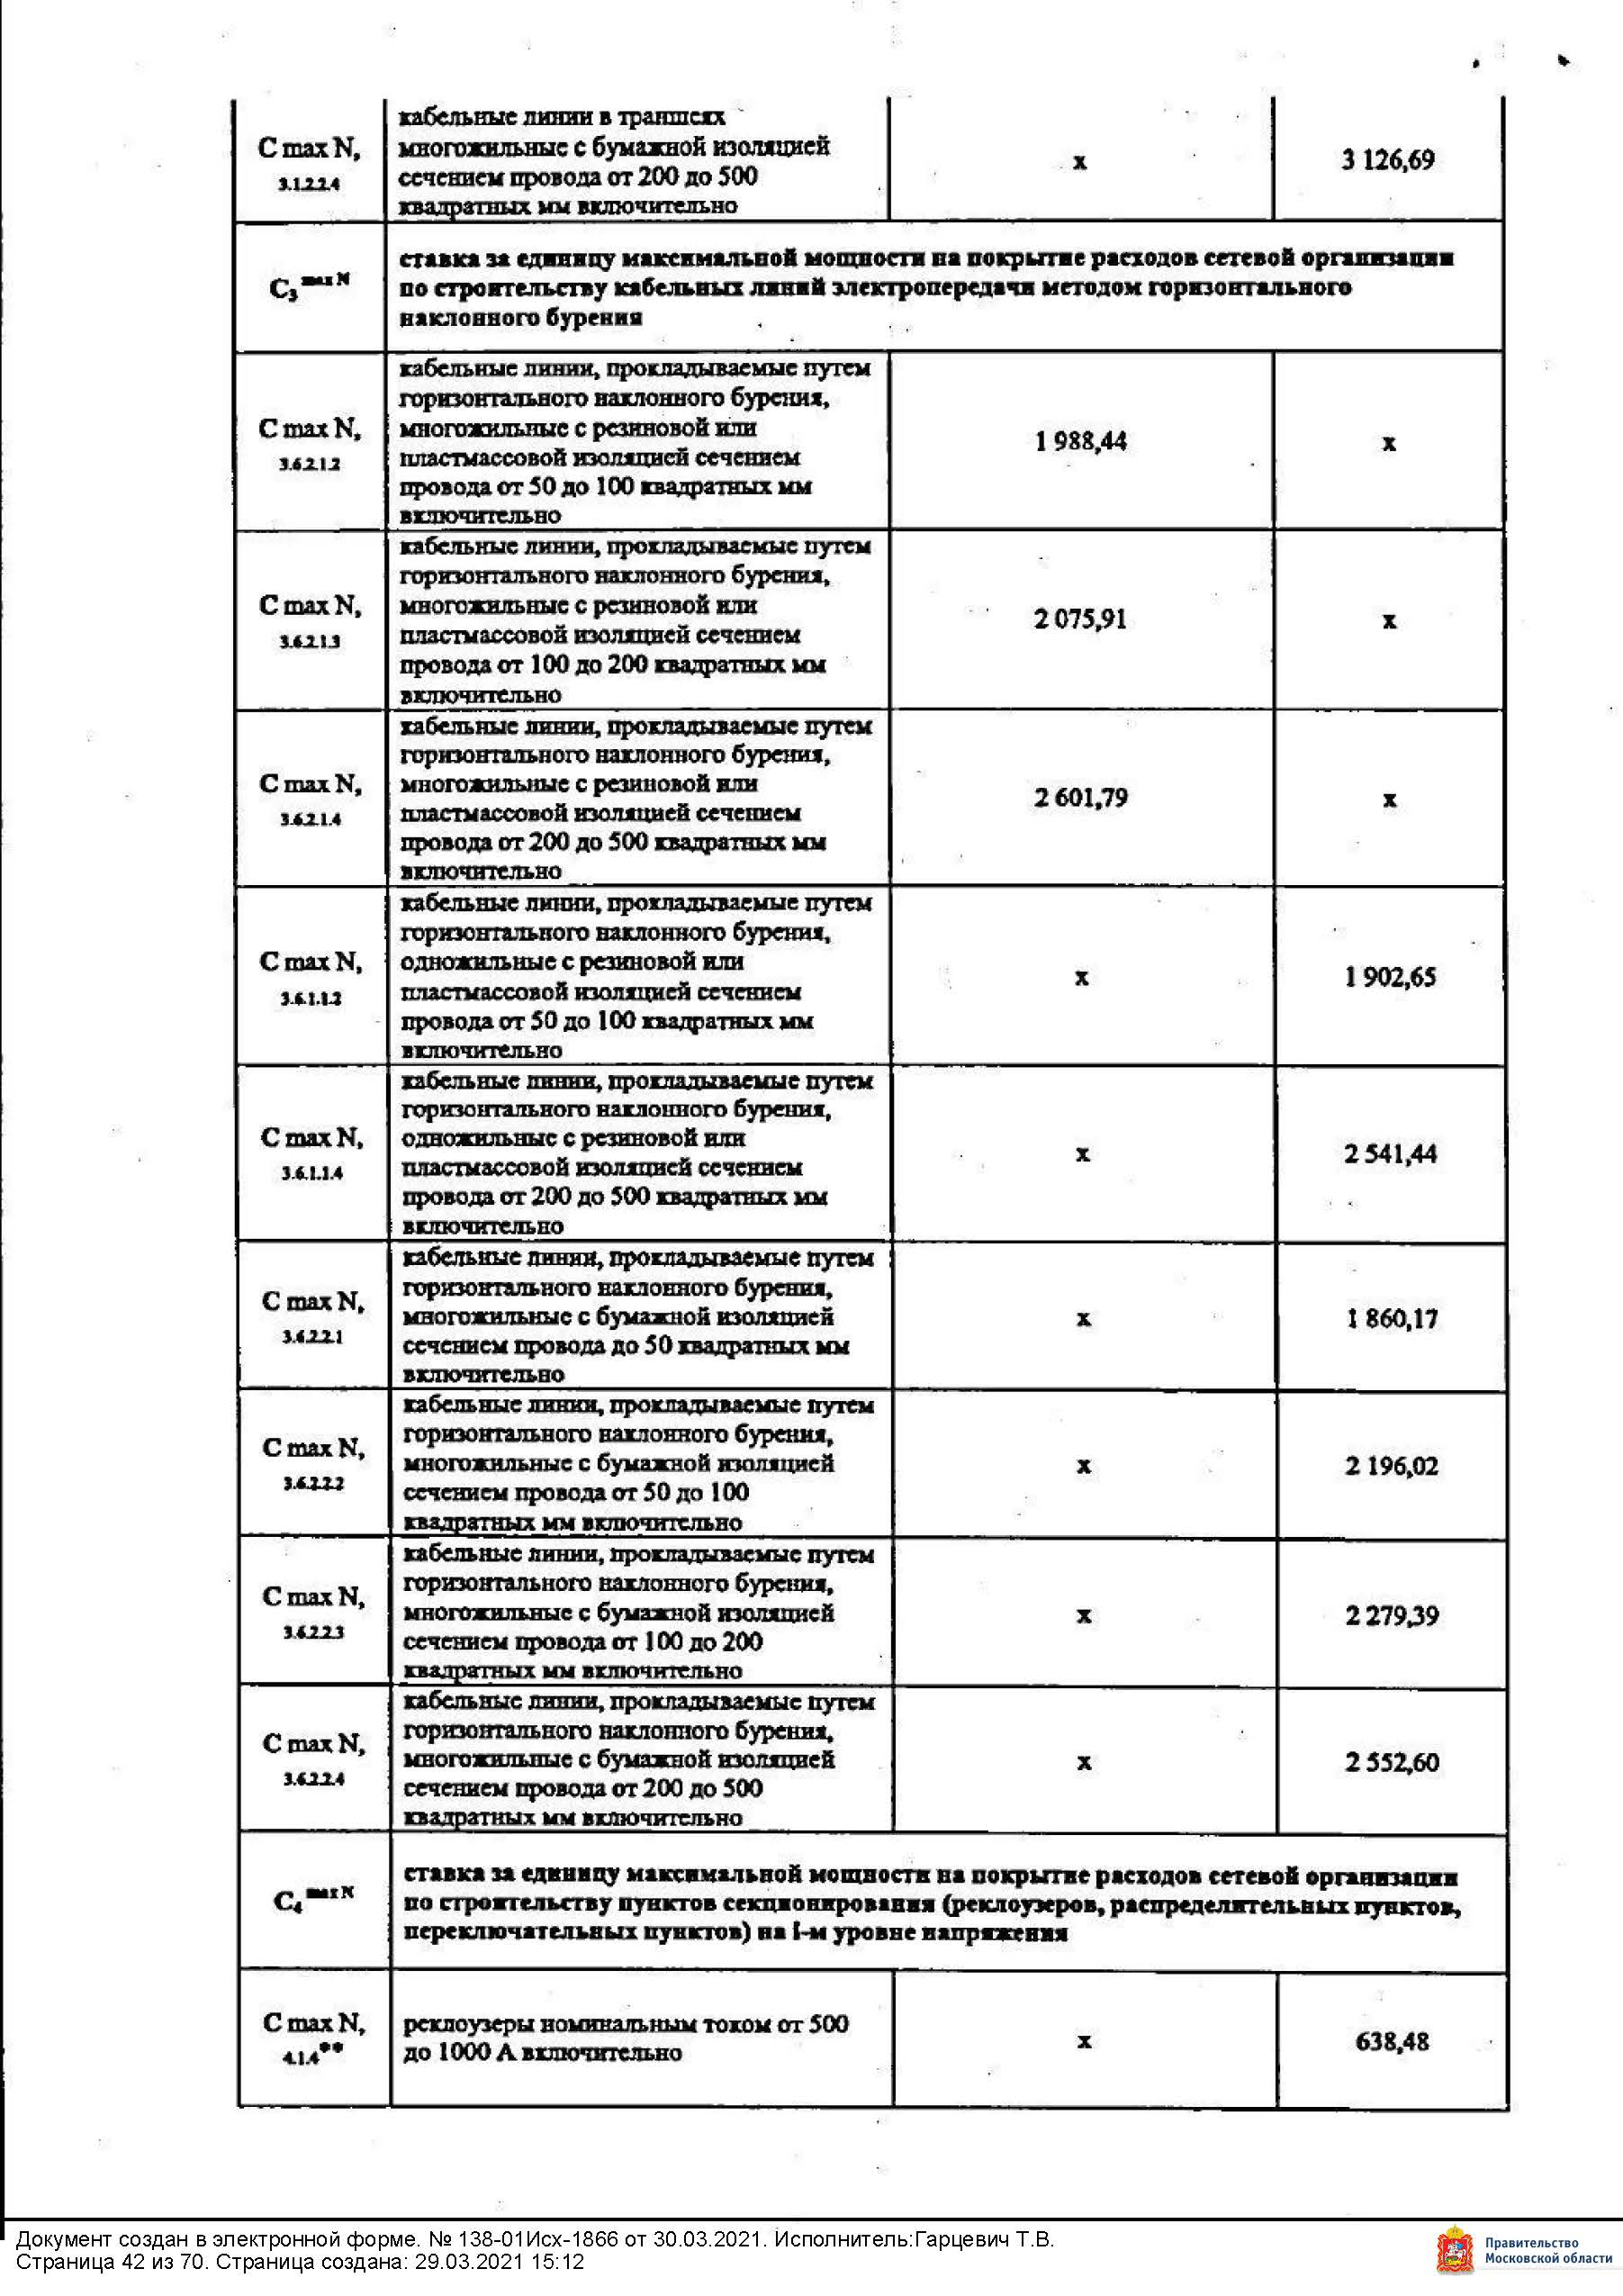 C max N,
3.1.2.2.4
кабельные линии в траншеях
многожильные с бумажной изоляцией
сечением провода от 200 до 500
квадратных мм включительно
x
3 126,69
C₃ max N
ставка за единицу максимальной мощности на покрытие расходов сетевой организации
по строительству кабельных линий электропередачи методом горизонтального
наклонного бурения
C max N,
3.6.2.1.2
кабельные линии, прокладываемые путем
горизонтального наклонного бурения,
многожильные с резиновой или
пластмассовой изоляцией сечением
провода от 50 до 100 квадратных мм
включительно
1 988,44
x
C max N,
3.6.2.1.3
кабельные линии, прокладываемые путем
горизонтального наклонного бурения,
многожильные с резиновой или
пластмассовой изоляцией сечением
провода от 100 до 200 квадратных мм
включительно
2 075,91
x
C max N,
3.6.2.1.4
кабельные линии, прокладываемые путем
горизонтального наклонного бурения,
многожильные с резиновой или
пластмассовой изоляцией сечением
провода от 200 до 500 квадратных мм
включительно
2 601,79
x
C max N,
3.6.1.1.2
кабельные линии, прокладываемые путем
горизонтального наклонного бурения,
одножильные с резиновой или
пластмассовой изоляцией сечением
провода от 50 до 100 квадратных мм
включительно
x
1 902,65
C max N,
3.6.1.1.4
кабельные линии, прокладываемые путем
горизонтального наклонного бурения,
одножильные с резиновой или
пластмассовой изоляцией сечением
провода от 200 до 500 квадратных мм
включительно
x
2 541,44
C max N,
3.6.2.2.1
кабельные линии, прокладываемые путем
горизонтального наклонного бурения,
многожильные с бумажной изоляцией
сечением провода до 50 квадратных мм
включительно
x
1 860,17
C max N,
3.6.2.2.2
кабельные линии, прокладываемые путем
горизонтального наклонного бурения,
многожильные с бумажной изоляцией
сечением провода от 50 до 100
квадратных мм включительно
x
2 196,02
C max N,
3.6.2.2.3
кабельные линии, прокладываемые путем
горизонтального наклонного бурения,
многожильные с бумажной изоляцией
сечением провода от 100 до 200
квадратных мм включительно
x
2 279,39
C max N,
3.6.2.2.4
кабельные линии, прокладываемые путем
горизонтального наклонного бурения,
многожильные с бумажной изоляцией
сечением провода от 200 до 500
квадратных мм включительно
x
2 552,60
C₄ max N
ставка за единицу максимальной мощности на покрытие расходов сетевой организации
по строительству пунктов секционирования (реклоузеров, распределительных пунктов,
переключательных пунктов) на i-м уровне напряжения
C max N,
4.1.4**
реклоузеры номинальным током от 500
до 1000 А включительно
x
638,48
Документ создан в электронной форме. № 138-01Исх-1866 от 30.03.2021. Исполнитель:Гарцевич Т.В.
Страница 42 из 70. Страница создана: 29.03.2021 15:12
Правительство
Московской области